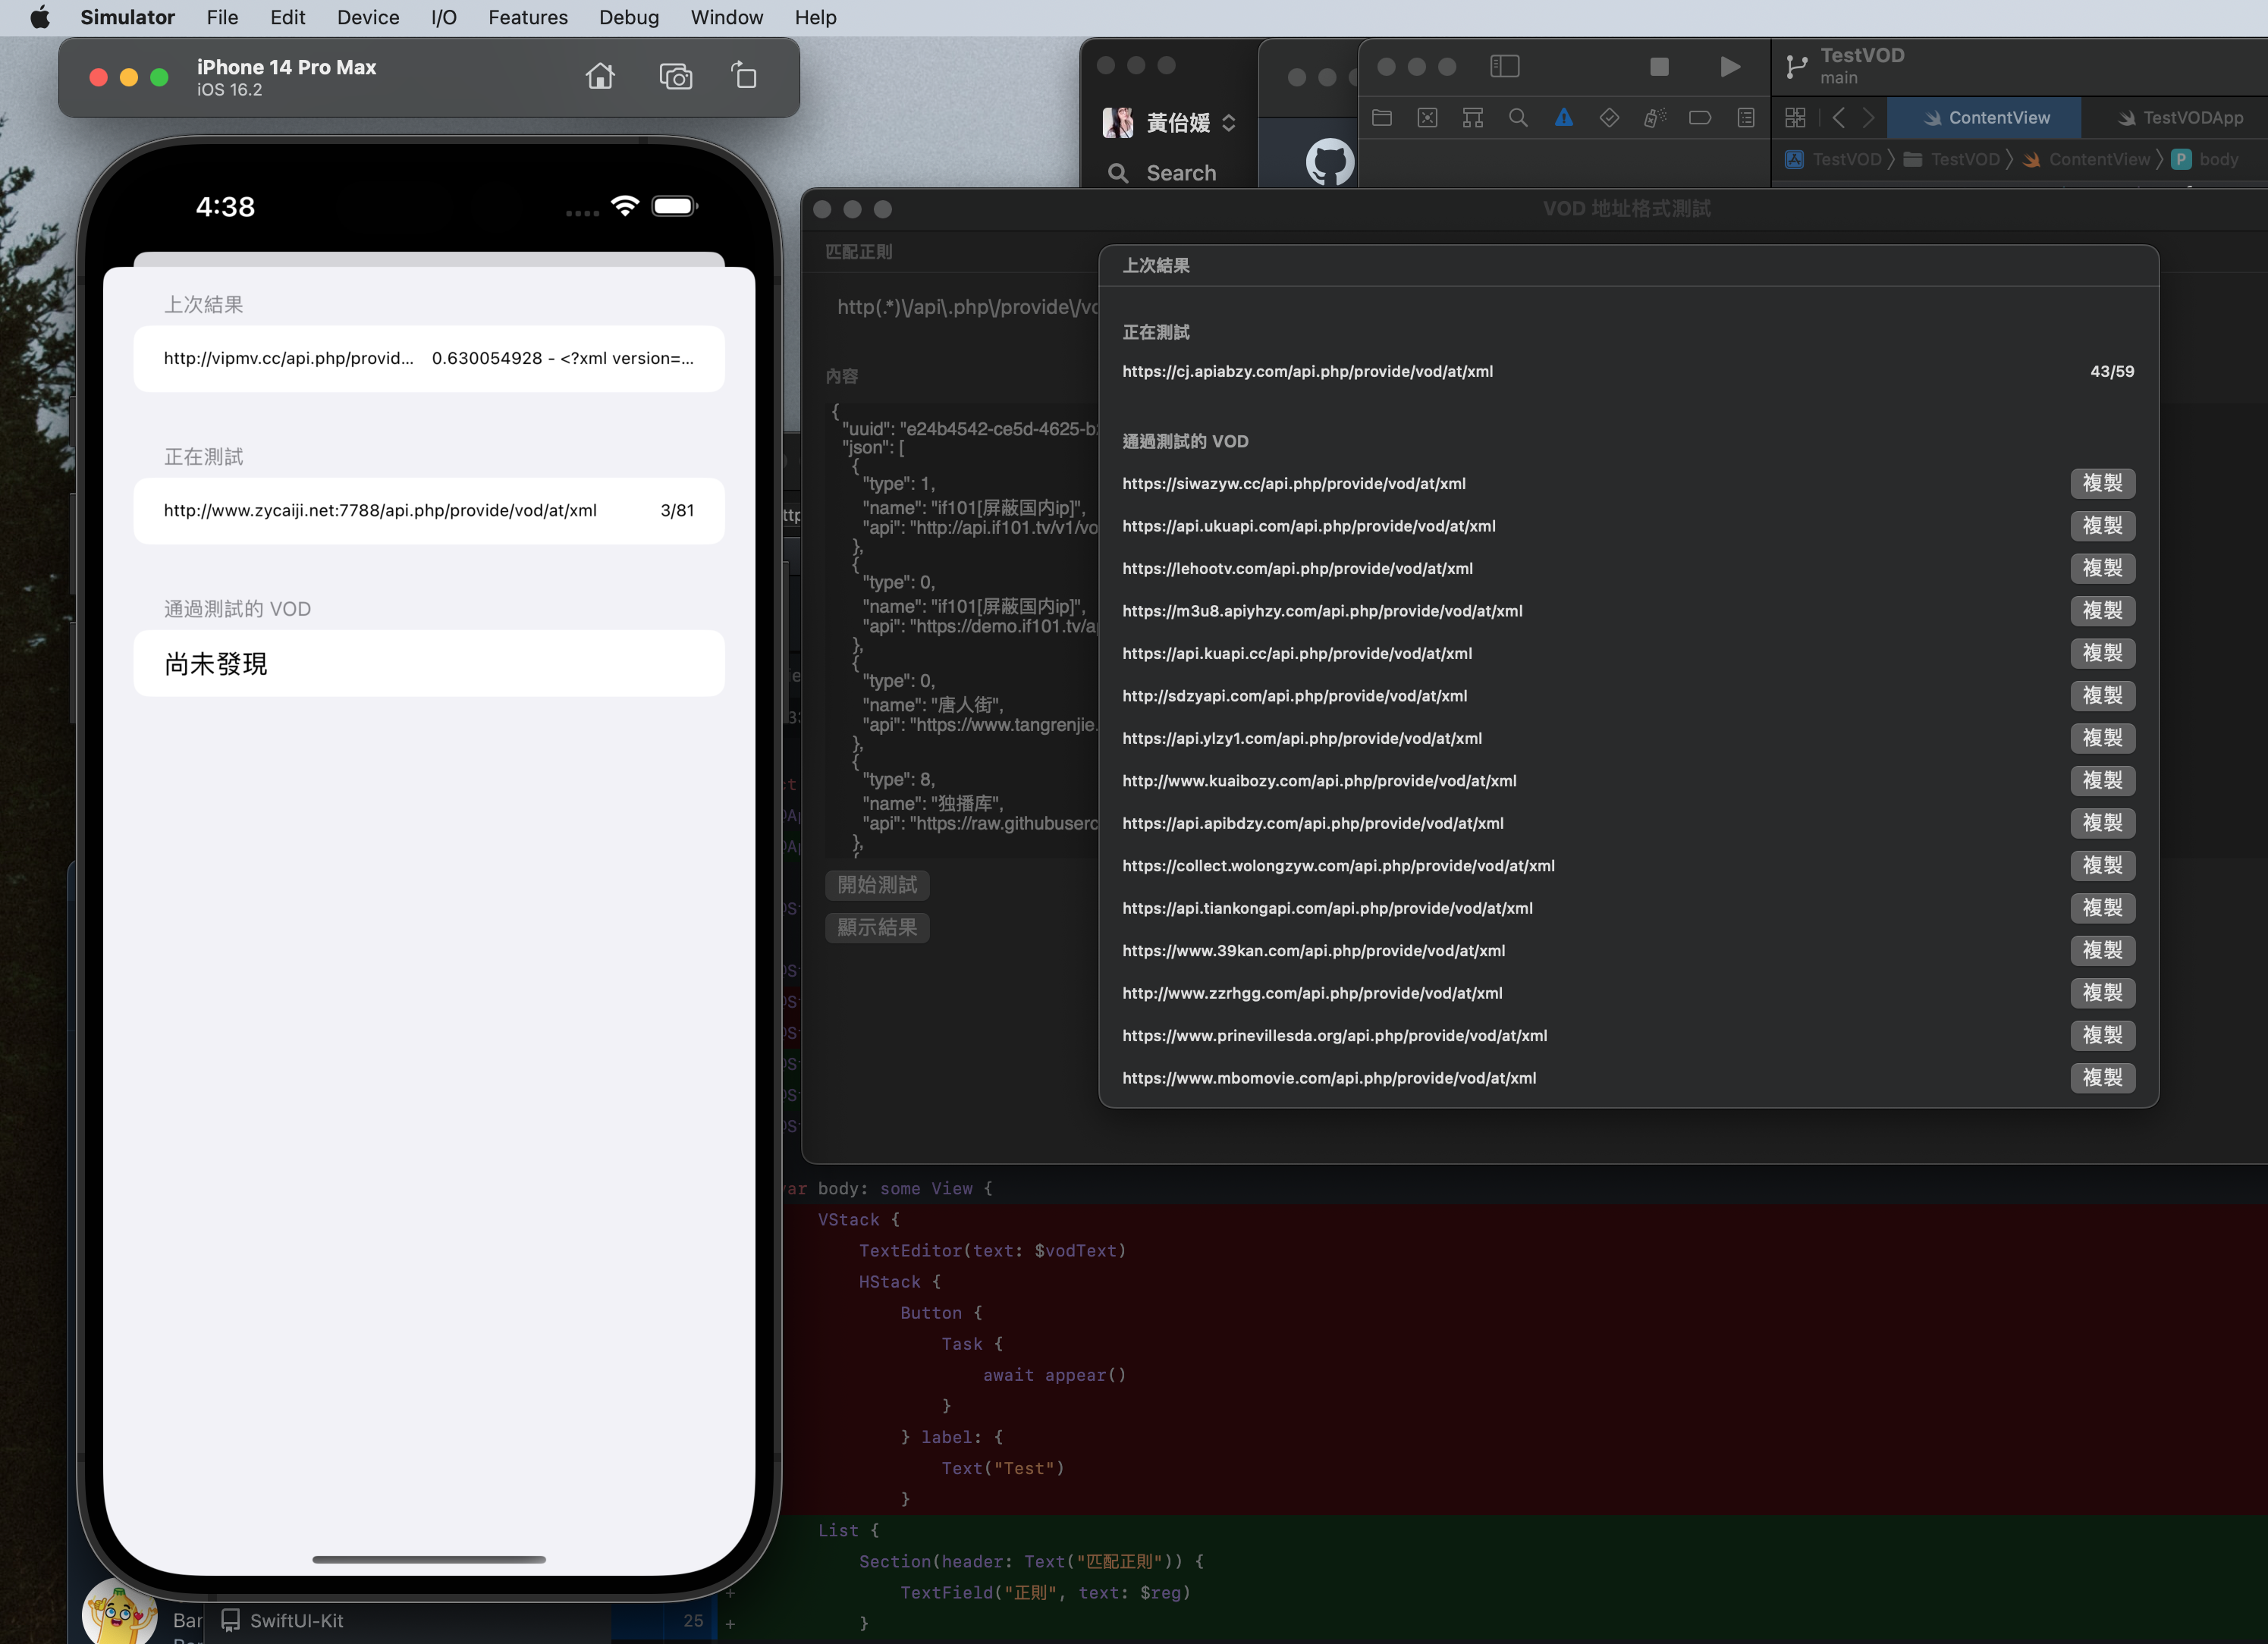 Simulator File Edit Device I/O Features Debug Window Help
iPhone 14 Pro Max
iOS 16.2
4:38
上次結果
http://vipmv.cc/api.php/provid... 0.630054928 - <?xml version=...
正在測試
http://www.zycaiji.net:7788/api.php/provide/vod/at/xml 3/81
通過測試的 VOD
尚未發現
黃佁媛
Search
TestVOD
main
ContentView
TestVODApp
TestVOD
TestVOD
ContentView
P body
VOD 地址格式測試
匹配正則
http(.*)\/api\.php\/provide\/vo
內容
{
"uuid": "e24b4542-ce5d-4625-b
"json": [
{
"type": 1,
"name": "if101[屏蔽国内ip]",
"api": "http://api.if101.tv/v1/vo
},
{
"type": 0,
"name": "if101[屏蔽国内ip]",
"api": "https://demo.if101.tv/a
},
{
"type": 0,
"name": "唐人街",
"api": "https://www.tangrenjie.
},
{
"type": 8,
"name": "独播库",
"api": "https://raw.githubuserc
},
開始測試
顯示結果
上次結果
正在測試
https://cj.apiabzy.com/api.php/provide/vod/at/xml 43/59
通過測試的 VOD
https://siwazyw.cc/api.php/provide/vod/at/xml 複製
https://api.ukuapi.com/api.php/provide/vod/at/xml 複製
https://lehootv.com/api.php/provide/vod/at/xml 複製
https://m3u8.apiyhzy.com/api.php/provide/vod/at/xml 複製
https://api.kuapi.cc/api.php/provide/vod/at/xml 複製
http://sdzyapi.com/api.php/provide/vod/at/xml 複製
https://api.ylzy1.com/api.php/provide/vod/at/xml 複製
http://www.kuaibozy.com/api.php/provide/vod/at/xml 複製
https://api.apibdzy.com/api.php/provide/vod/at/xml 複製
https://collect.wolongzyw.com/api.php/provide/vod/at/xml 複製
https://api.tiankongapi.com/api.php/provide/vod/at/xml 複製
https://www.39kan.com/api.php/provide/vod/at/xml 複製
http://www.zzrhgg.com/api.php/provide/vod/at/xml 複製
https://www.prinevillesda.org/api.php/provide/vod/at/xml 複製
https://www.mbomovie.com/api.php/provide/vod/at/xml 複製
var body: some View {
VStack {
TextEditor(text: $vodText)
HStack {
Button {
Task {
await appear()
}
} label: {
Text("Test")
}
List {
Section(header: Text("匹配正則")) {
+ TextField("正則", text: $reg)
25 + }
Bar
SwiftUI-Kit